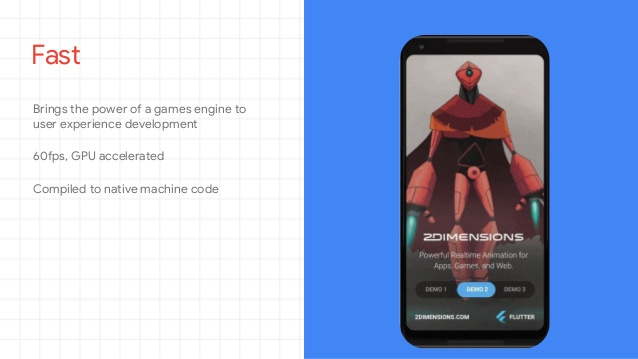 Fast
Brings the power of a games engine to
user experience development
60fps, GPU accelerated
Compiled to native machine code
2DIMENSIONS
Powerful Realtime Animation for
Apps, Games, and Web.
DEMO 1 DEMO 2 DEMO 3
2DIMENSIONS.COM FLUTTER